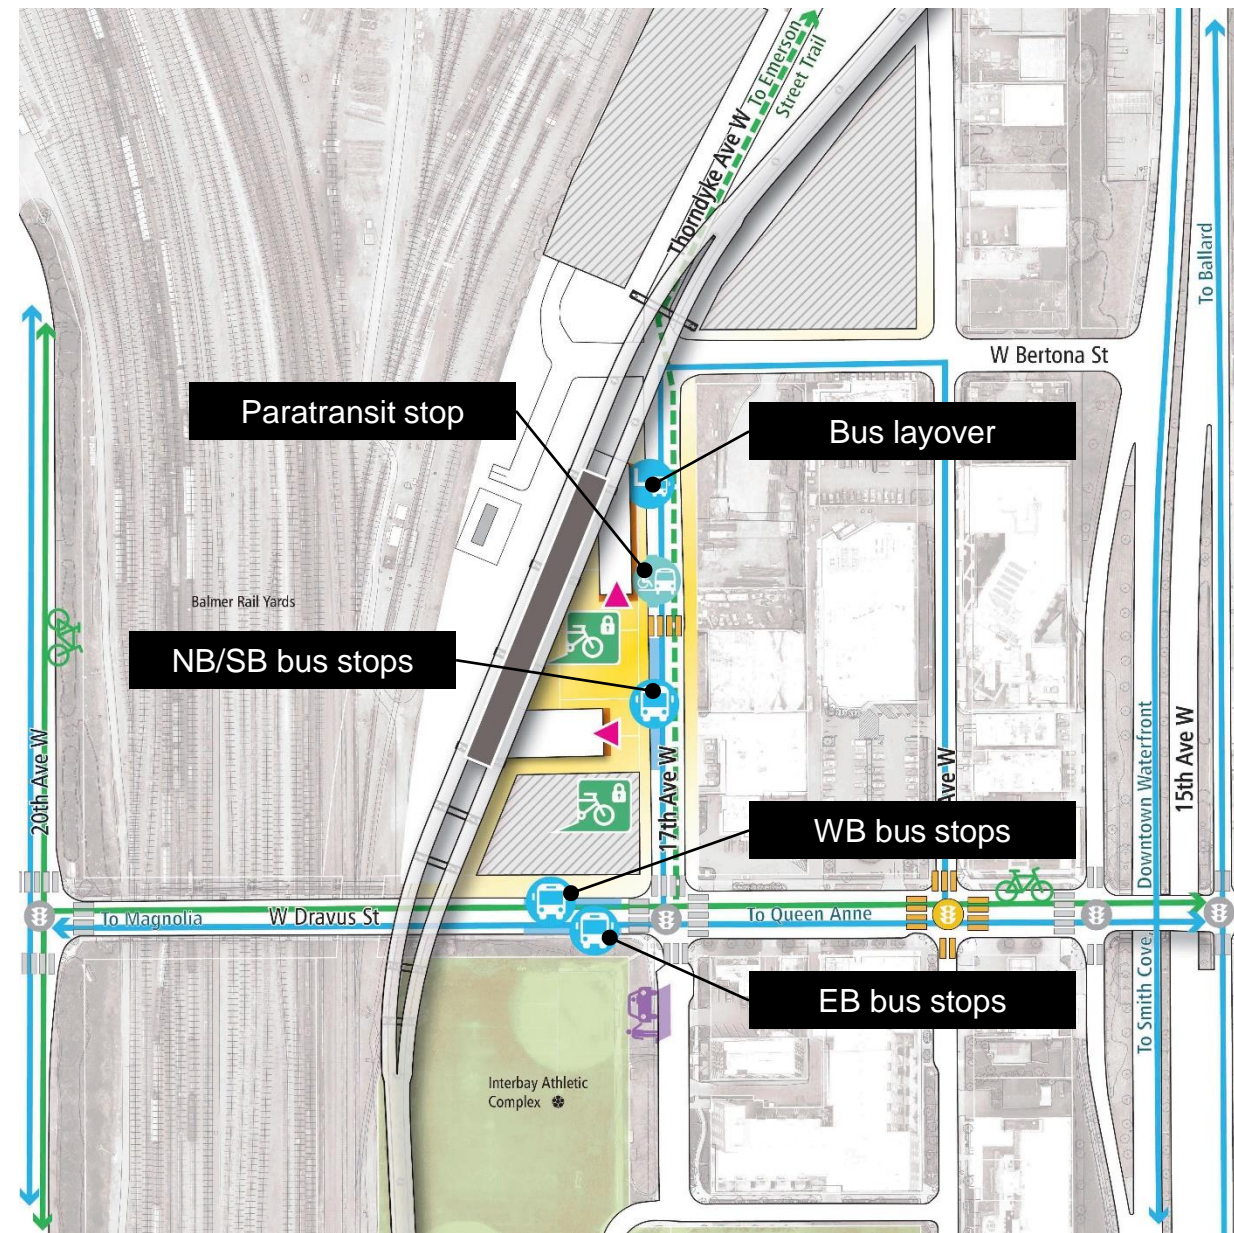 To Emerson
Street Trail
Thorndyke Ave W
To Ballard
W Bertona St
Paratransit stop
Bus layover
Balmer Rail Yards
NB/SB bus stops
20th Ave W
17th Ave W
Ave W
Downtown Waterfront
15th Ave W
WB bus stops
To Magnolia
W Dravus St
To Queen Anne
To Smith Cove
EB bus stops
Interbay Athletic
Complex